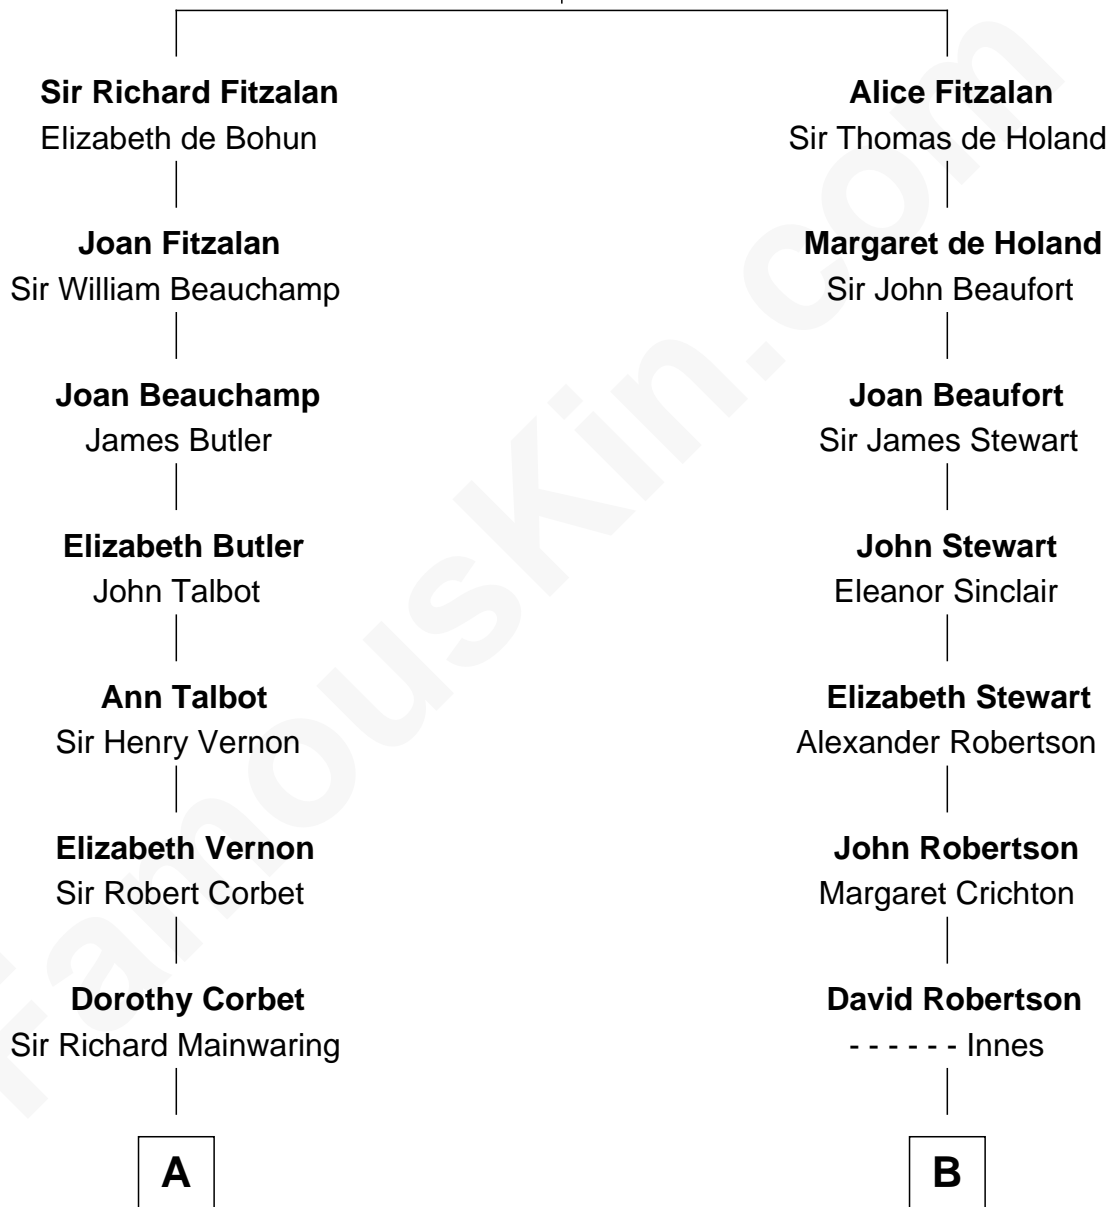 Sir Richard Fitzalan
Elizabeth de Bohun
Joan Fitzalan
Sir William Beauchamp
Joan Beauchamp
James Butler
Elizabeth Butler
John Talbot
Ann Talbot
Sir Henry Vernon
Elizabeth Vernon
Sir Robert Corbet
Dorothy Corbet
Sir Richard Mainwaring
A
Alice Fitzalan
Sir Thomas de Holand
Margaret de Holand
Sir John Beaufort
Joan Beaufort
Sir James Stewart
John Stewart
Eleanor Sinclair
Elizabeth Stewart
Alexander Robertson
John Robertson
Margaret Crichton
David Robertson
- - - - - - Innes
B
FamousKin.com